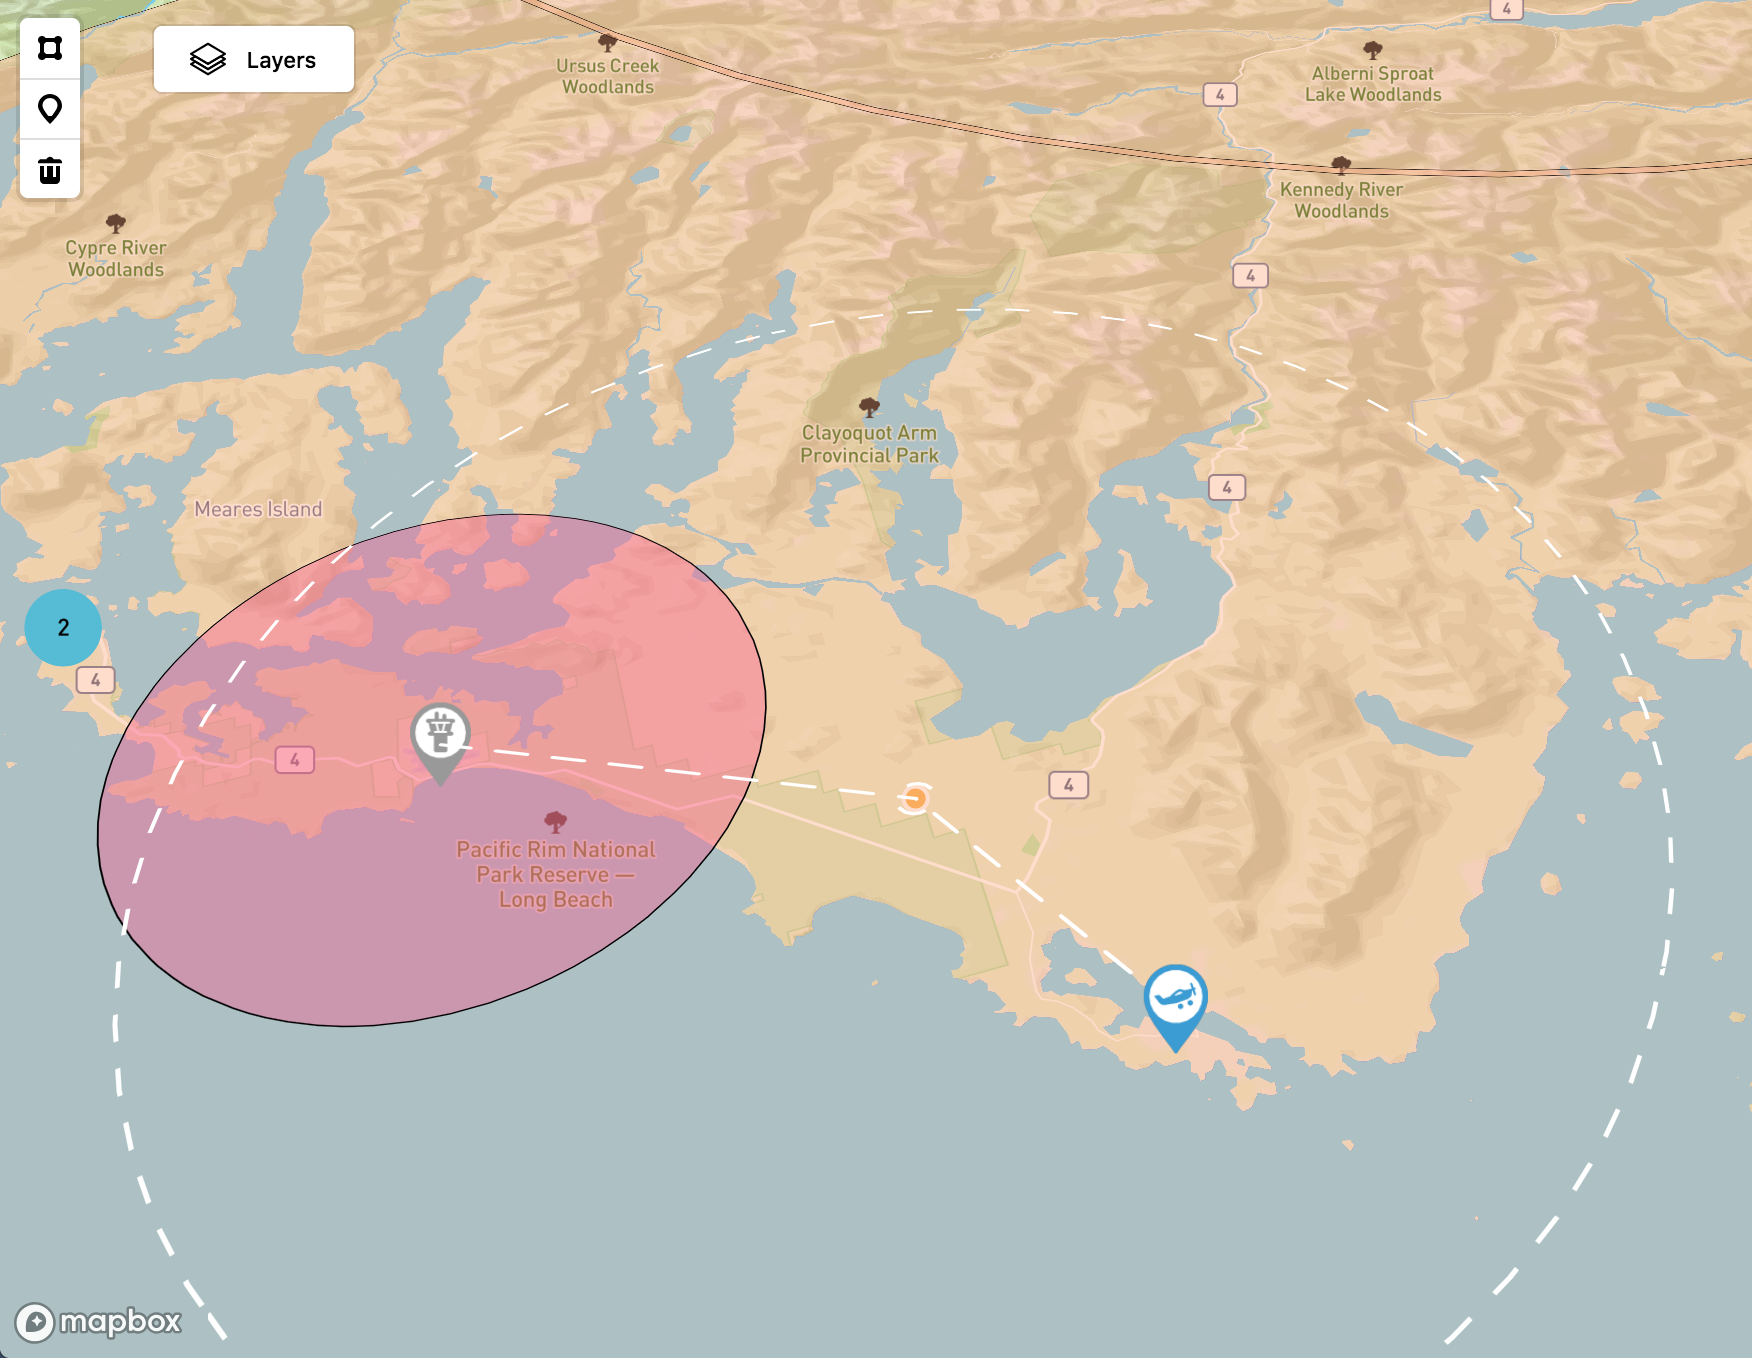 4
Layers
Ursus Creek
Woodlands
Alberni Sproat
Lake Woodlands
4
Kennedy River
Woodlands
Cypre River
Woodlands
4
Clayoquot Arm
Provincial Park
4
Meares Island
2
4
4
4
Pacific Rim National
Park Reserve —
Long Beach
mapbox